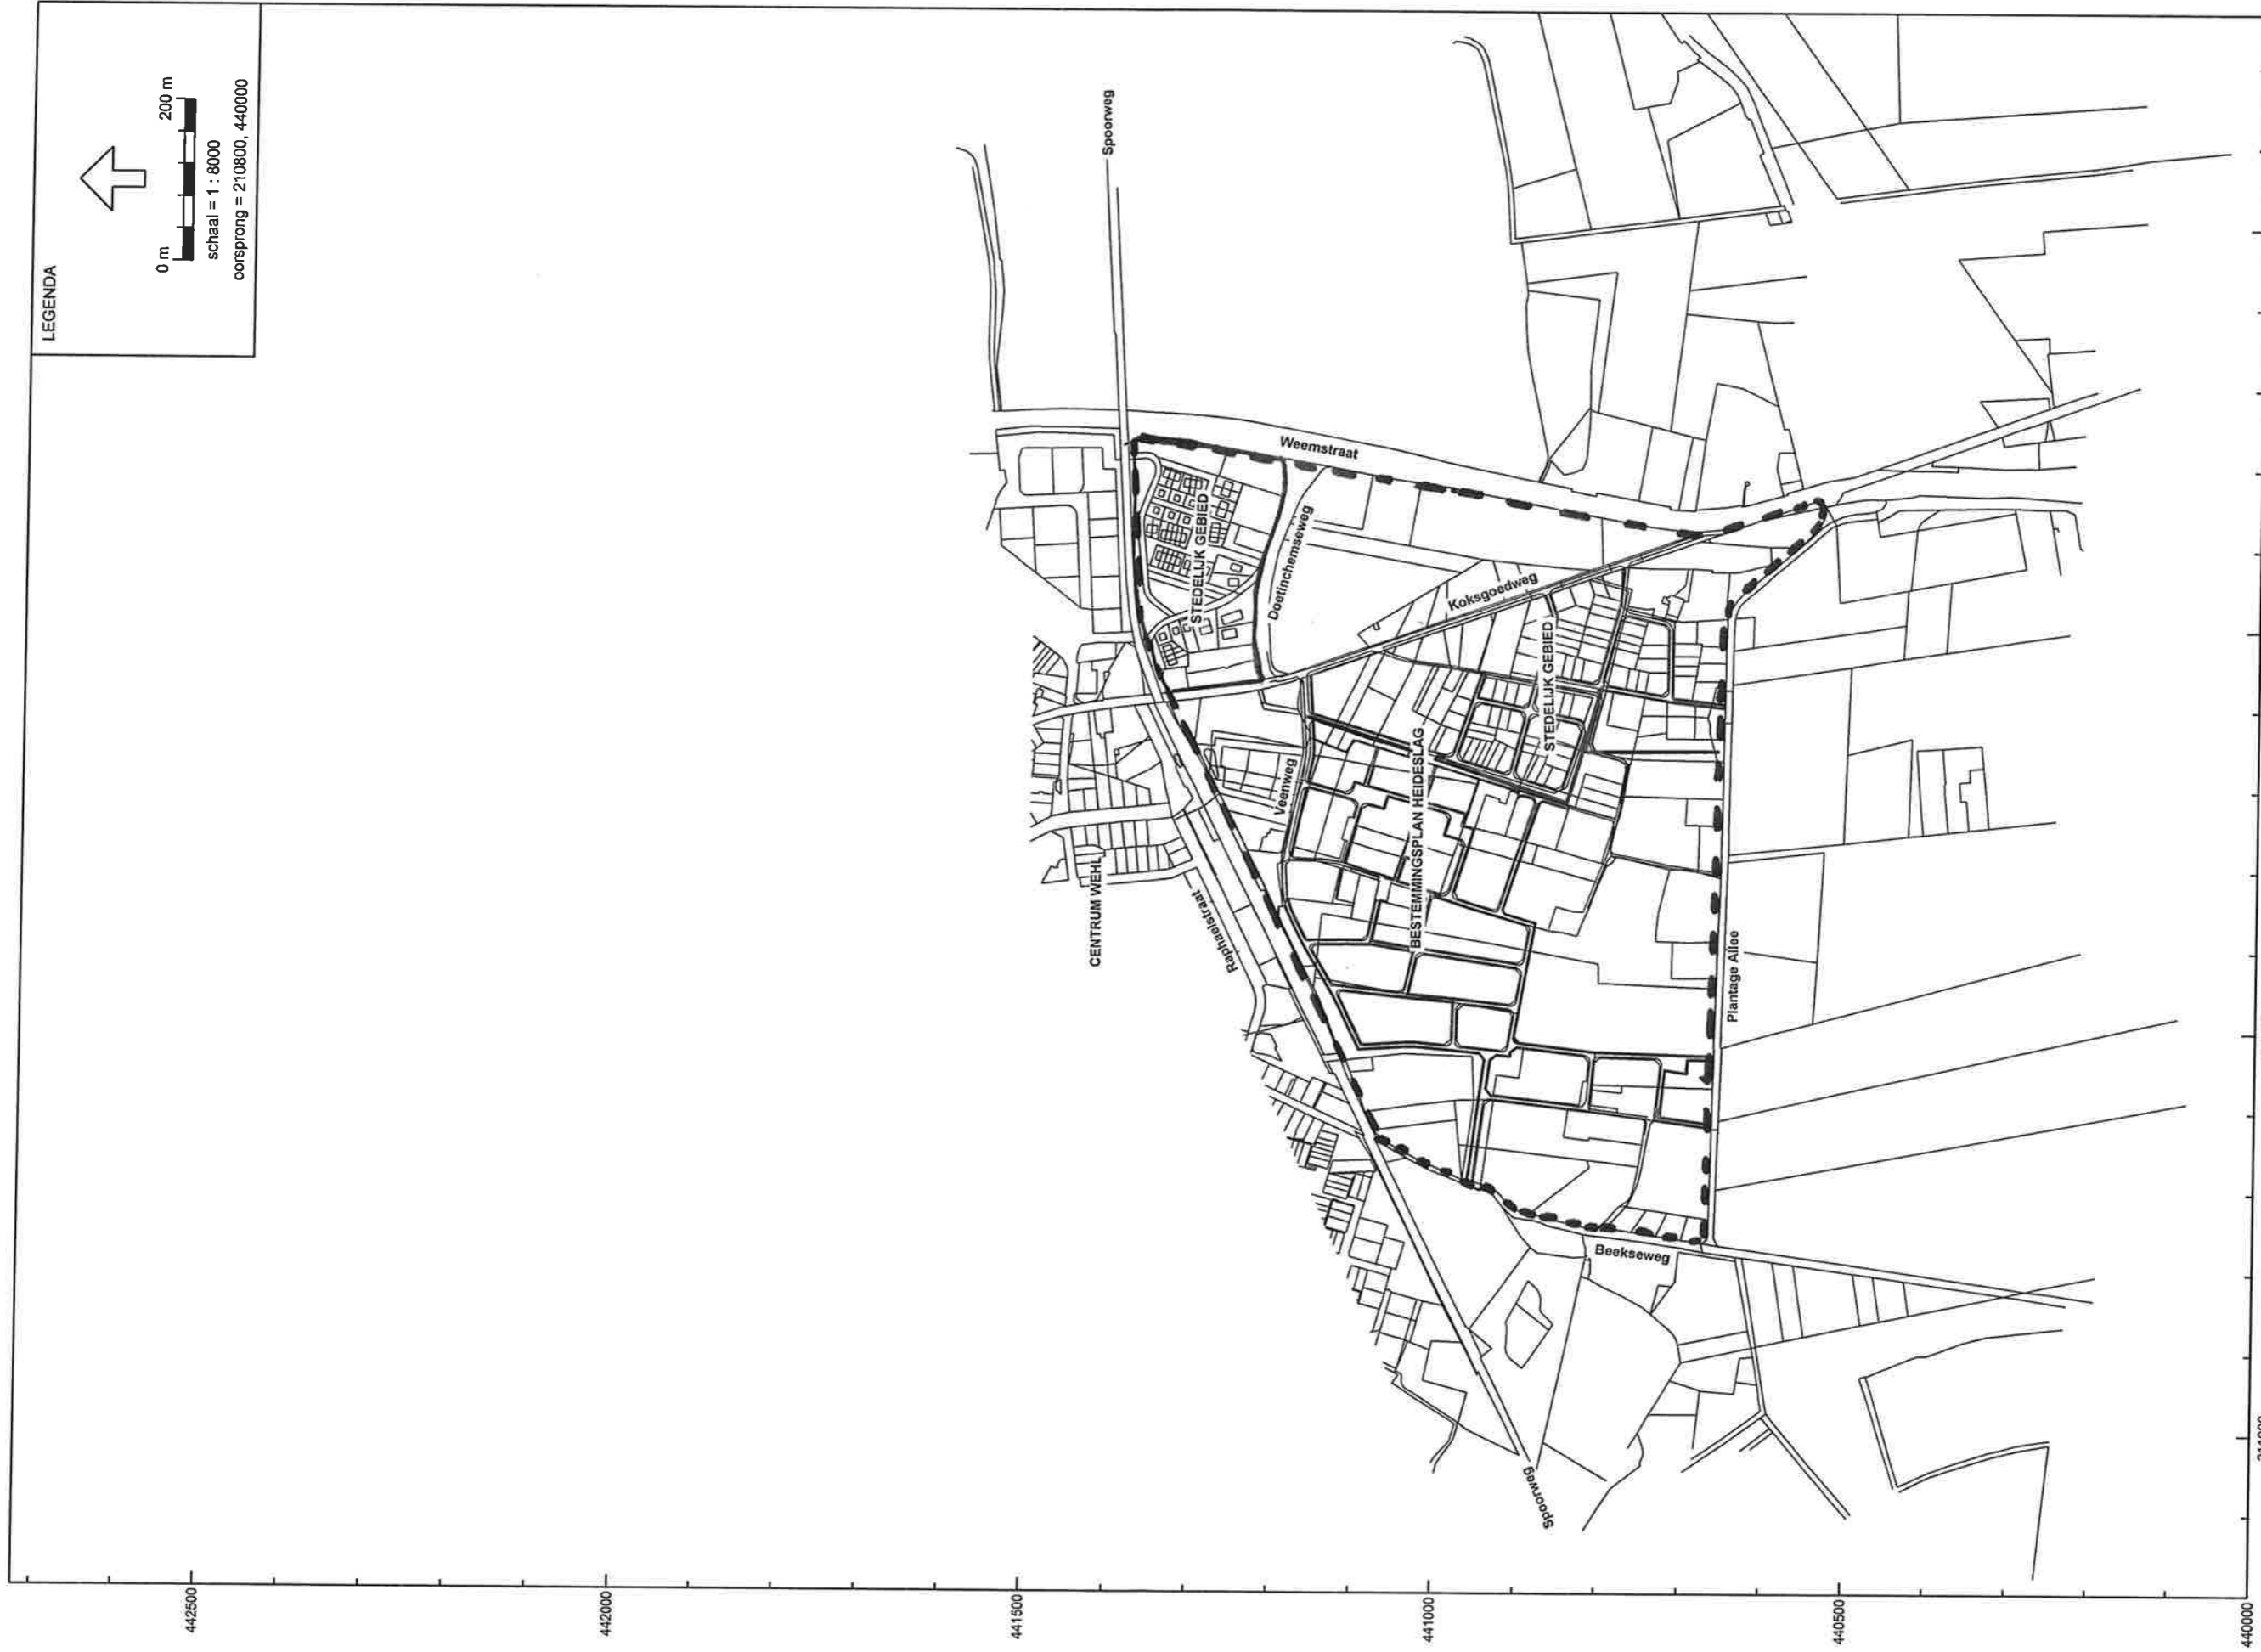 LEGENDA
0 m
200 m
schaal = 1 : 8000
oorsprong = 210800, 440000
Spoorweg
Weemstraat
STEDELIJK GEBIED
Doetinchemseweg
Koksgoedweg
STEDELIJK GEBIED
Veenweg
BESTEMMINGSPLAN HEIDESLAG
CENTRUM WEHL
Raphaelstraat
Plantage Allee
Beekseweg
Spoorweg
442500
442000
441500
441000
440500
440000